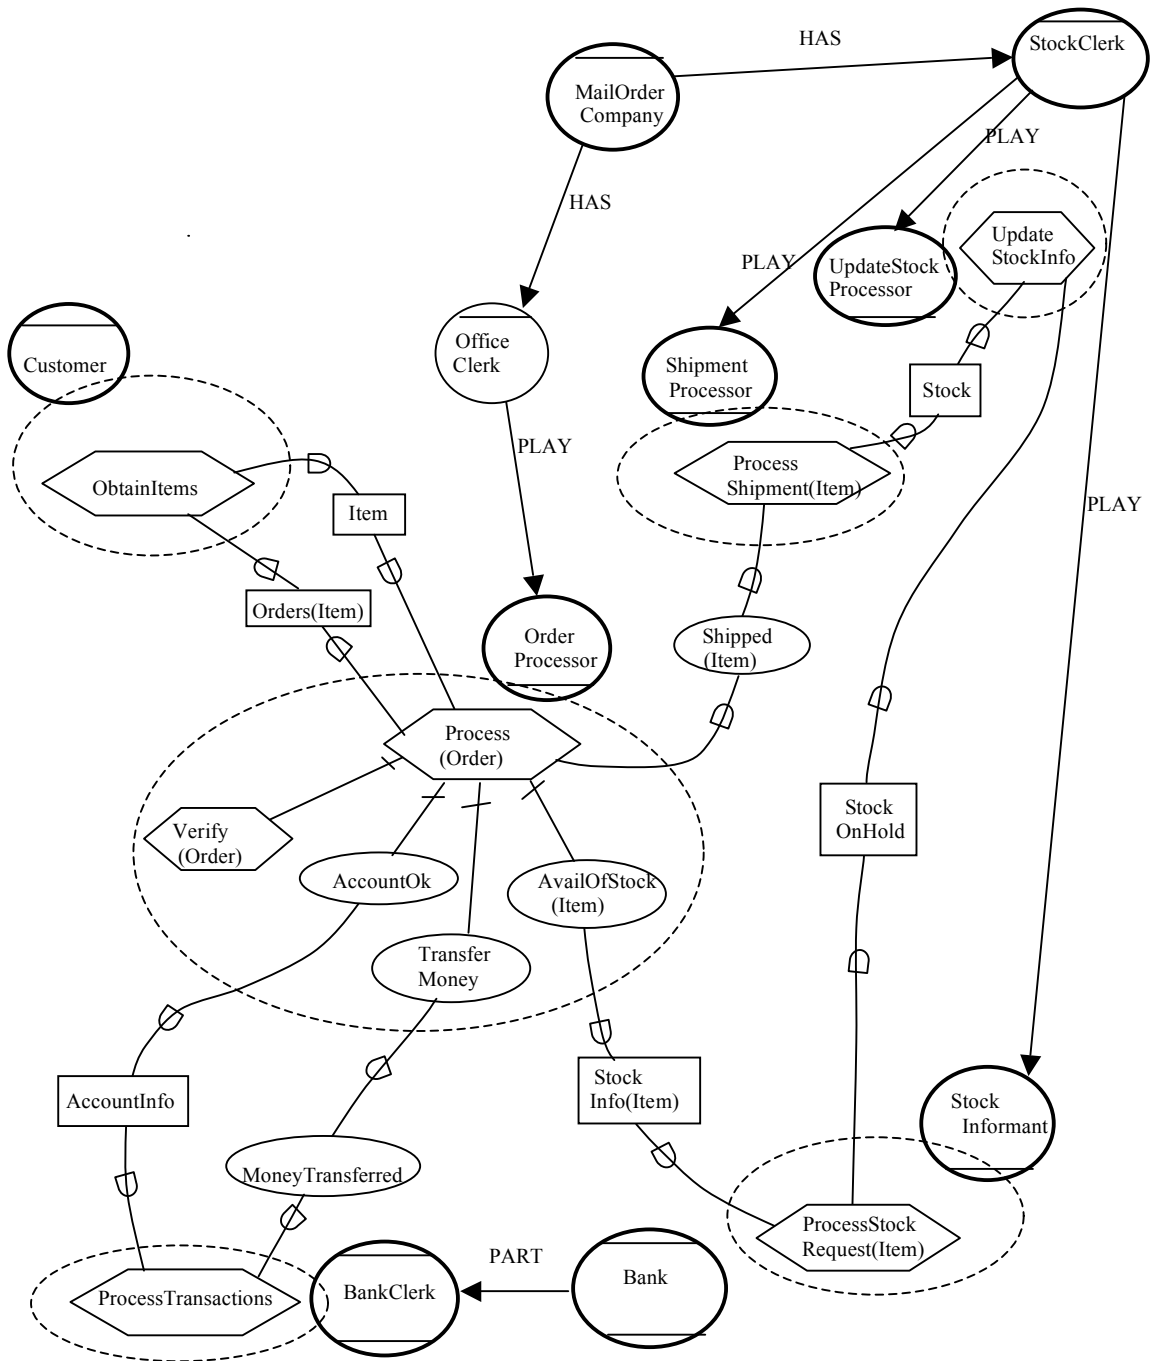 HAS
StockClerk
MailOrder
Company
PLAY
HAS
Update
StockInfo
PLAY
UpdateStock
Processor
Office
Clerk
Customer
Shipment
Processor
Stock
PLAY
Process
Shipment(Item)
ObtainItems
Item
PLAY
Orders(Item)
Order
Processor
Shipped
(Item)
Process
(Order)
Verify
(Order)
Stock
OnHold
AccountOk
AvailOfStock
(Item)
Transfer
Money
Stock
Info(Item)
AccountInfo
Stock
Informant
MoneyTransferred
ProcessStock
Request(Item)
PART
Bank
BankClerk
ProcessTransactions